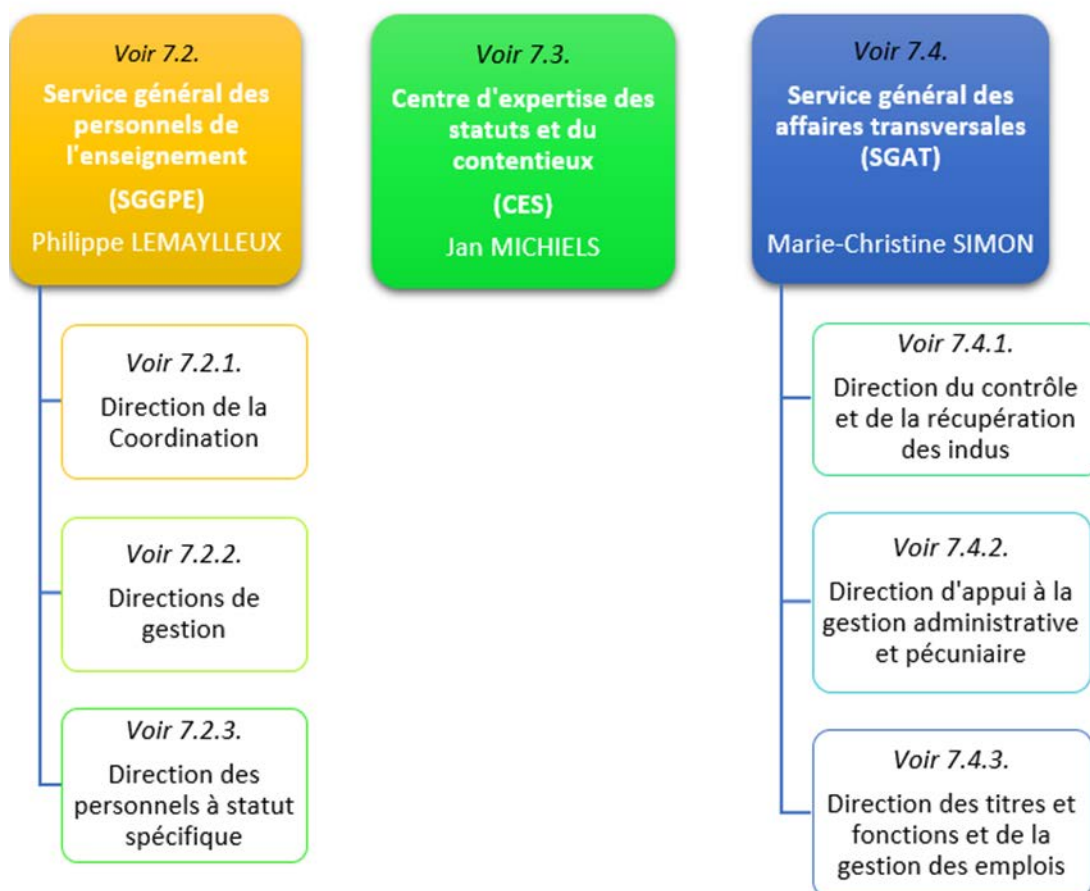 Voir 7.2.
Service général des
personnels de
l'enseignement
(SGGPE)
Philippe LEMAYLLEUX
Voir 7.2.1.
Direction de la
Coordination
Voir 7.2.2.
Directions de
gestion
Voir 7.2.3.
Direction des
personnels à statut
spécifique
Voir 7.3.
Centre d'expertise des
statuts et du
contentieux
(CES)
Jan MICHIELS
Voir 7.4.
Service général des
affaires transversales
(SGAT)
Marie-Christine SIMON
Voir 7.4.1.
Direction du contrôle
et de la récupération
des indus
Voir 7.4.2.
Direction d'appui à la
gestion administrative
et pécuniaire
Voir 7.4.3.
Direction des titres et
fonctions et de la
gestion des emplois